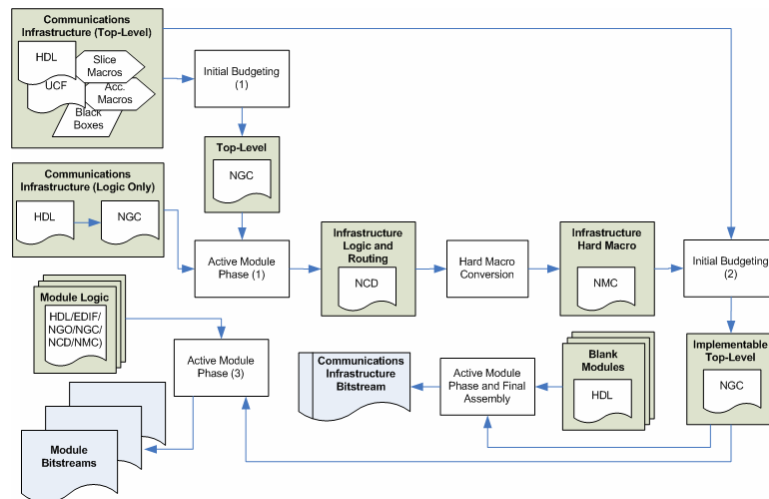 Communications
Infrastructure (Top-Level)
HDL
Slice
Macros
UCF
Acc.
Macros
Black
Boxes
Initial Budgeting
(1)
Top-Level
NGC
Communications
Infrastructure (Logic Only)
HDL
NGC
Active Module
Phase (1)
Infrastructure
Logic and
Routing
NCD
Hard Macro
Conversion
Infrastructure
Hard Macro
NMC
Initial Budgeting
(2)
Module Logic
HDL/EDIF/
NGO/NGC/
NCD/NMC)
Active Module
Phase (3)
Communications
Infrastructure
Bitstream
Active Module
Phase and Final
Assembly
Blank
Modules
HDL
Implementable
Top-Level
NGC
Module
Bitstreams